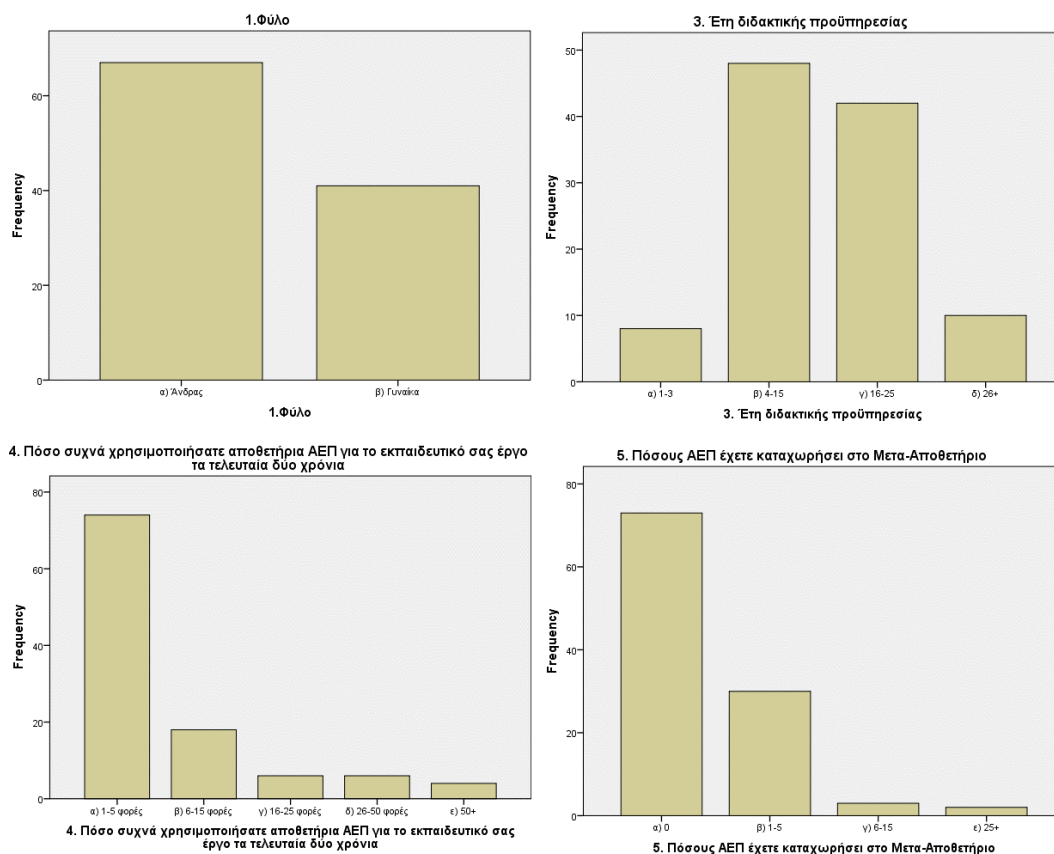 1.Φύλο
Frequency
60
40
20
0
α) Άνδρας
β) Γυναίκα
1.Φύλο
3. Έτη διδακτικής προϋπηρεσίας
Frequency
50
40
30
20
10
0
α) 1-3
β) 4-15
γ) 16-25
δ) 26+
3. Έτη διδακτικής προϋπηρεσίας
4. Πόσο συχνά χρησιμοποιήσατε αποθετήρια ΑΕΠ για το εκπαιδευτικό σας έργο
τα τελευταία δύο χρόνια
Frequency
80
60
40
20
0
α) 1-5 φορές
β) 6-15 φορές
γ) 16-25 φορές
δ) 26-50 φορές
ε) 50+
4. Πόσο συχνά χρησιμοποιήσατε αποθετήρια ΑΕΠ για το εκπαιδευτικό σας
έργο τα τελευταία δύο χρόνια
5. Πόσους ΑΕΠ έχετε καταχωρήσει στο Μετα-Αποθετήριο
Frequency
80
60
40
20
0
α) 0
β) 1-5
γ) 6-15
ε) 25+
5. Πόσους ΑΕΠ έχετε καταχωρήσει στο Μετα-Αποθετήριο